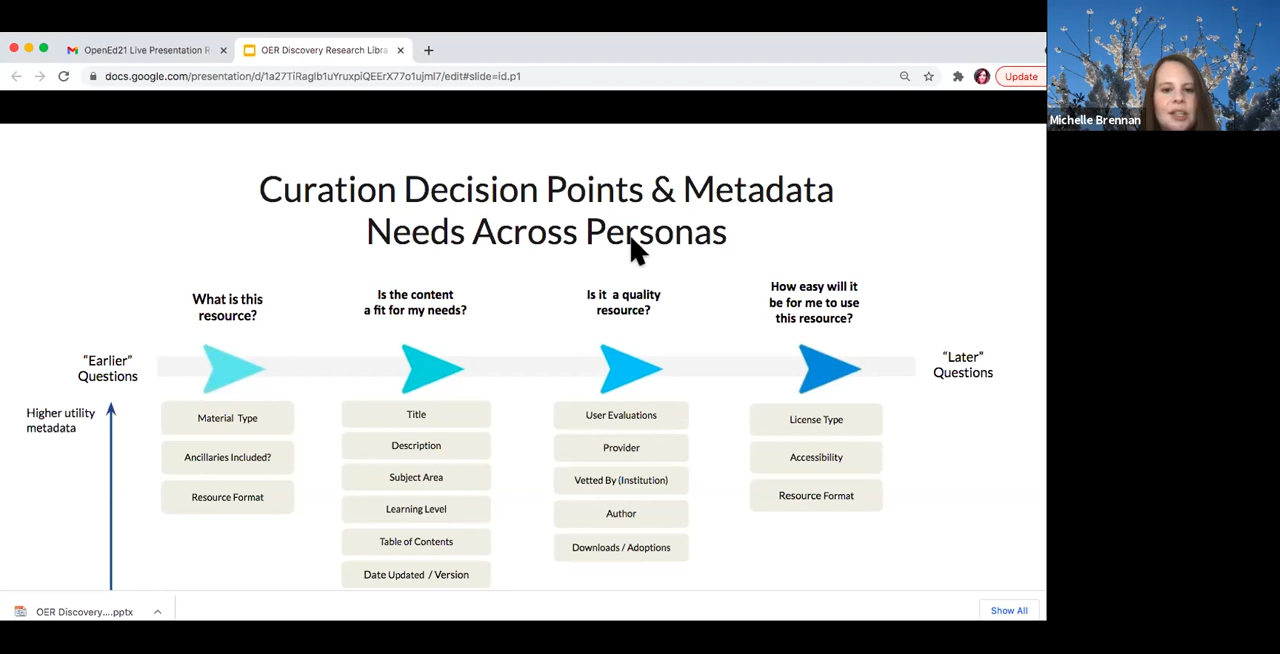 OpenEd21 Live Presentation R
OER Discovery Research Libra
docs.google.com/presentation/d/1a27TiRaglb1uYruxpiQEErX77o1ujml7/edit#slide=id.p1
Update
Michelle Brennan
Curation Decision Points & Metadata
Needs Across Personas
What is this
resource?
Is the content
a fit for my needs?
Is it a quality
resource?
How easy will it
be for me to use
this resource?
“Earlier”
Questions
“Later”
Questions
Higher utility
metadata
Material Type
Ancillaries Included?
Resource Format
Title
Description
Subject Area
Learning Level
Table of Contents
Date Updated / Version
User Evaluations
Provider
Vetted By (Institution)
Author
Downloads / Adoptions
License Type
Accessibility
Resource Format
OER Discovery....pptx
Show All